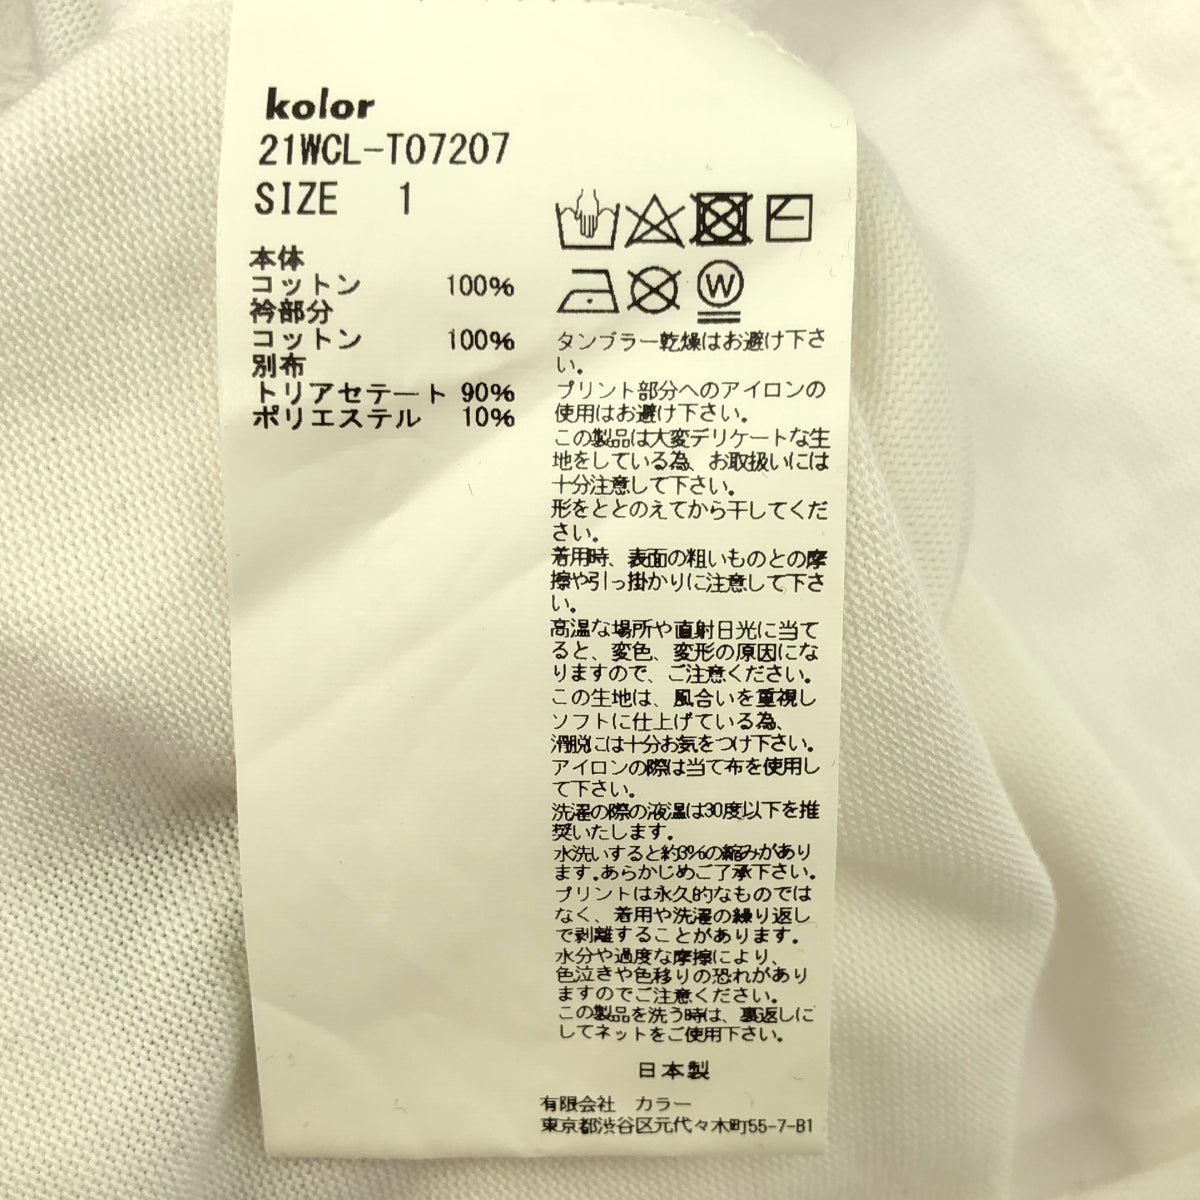 kolor
21WCL-T07207
SIZE 1
本体
コットン 100%
衿部分
コットン 100%
別布
トリアセテート 90%
ポリエステル 10%
W
タンブラー乾燥はお避け下さ
い。
プリント部分へのアイロンの
使用はお避け下さい。
この製品は大変デリケートな生
地をしている為、お取扱いには
十分注意して下さい。
形をととのえてから干してくだ
さい。
着用時、表面の粗いものとの摩
擦や引っ掛かりに注意して下さ
い。
高温な場所や直射日光に当て
ると、変色、変形の原因にな
りますので、ご注意ください。
この生地は、風合いを重視し
ソフトに仕上げている為、
滑脱には十分お気をつけ下さい。
アイロンの際は当て布を使用し
て下さい。
洗濯の際の液温は30度以下を推
奨いたします。
水洗いすると約3%の縮みがあり
ます。あらかじめご了承下さい。
プリントは永久的なものでは
なく、着用や洗濯の繰り返し
で剥離することがあります。
水分や過度な摩擦により、
色泣きや色移りの恐れがあり
ますのでご注意ください。
この製品を洗う時は、裏返しに
してネットをご使用下さい。
日本製
有限会社 カラー
東京都渋谷区元代々木町55-7-B1